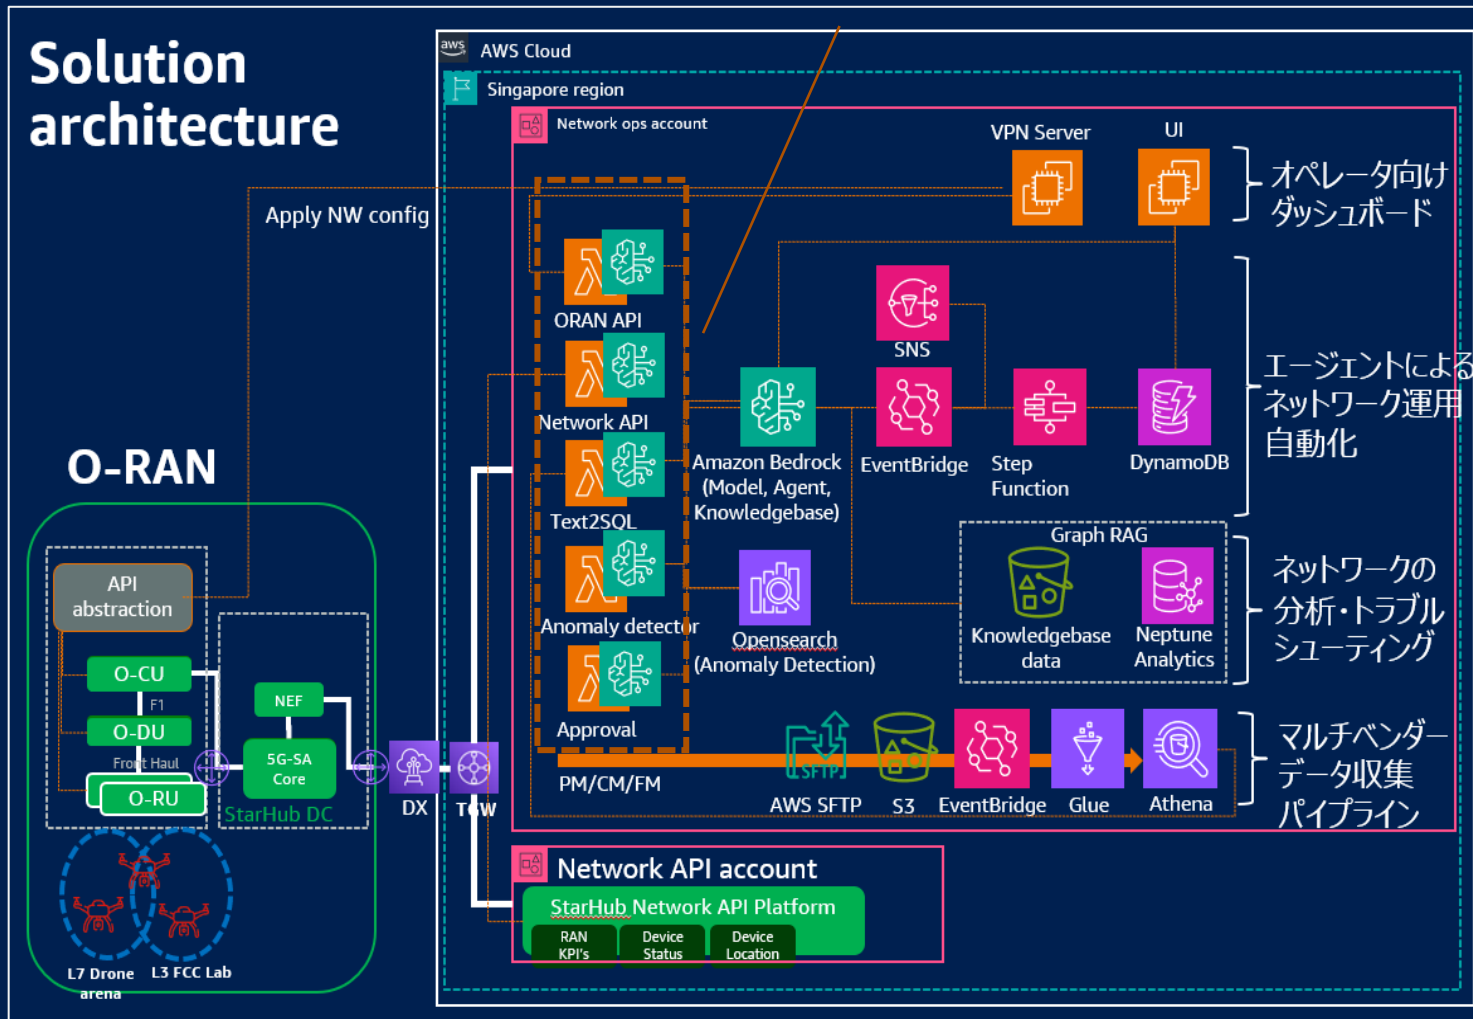 Solution
architecture
aws
AWS Cloud
Singapore region
Network ops account
VPN Server
UI
オペレータ向け
ダッシュボード
Apply NW config
ORAN API
SNS
Network API
エージェントによる
ネットワーク運用
自動化
Amazon Bedrock
(Model, Agent,
Knowledgebase)
EventBridge
Step
Function
DynamoDB
Text2SQL
O-RAN
API
abstraction
Graph RAG
Anomaly detector
Opensearch
(Anomaly Detection)
Knowledgebase
data
Neptune
Analytics
ネットワークの
分析・トラブル
シューティング
O-CU
F1
O-DU
Front Haul
O-RU
NEF
5G-SA
Core
StarHub DC
DX
TGW
Approval
PM/CM/FM
SFTP
AWS SFTP
S3
EventBridge
Glue
Athena
マルチベンダー
データ収集
パイプライン
Network API account
StarHub Network API Platform
RAN
KPI's
Device
Status
Device
Location
L7 Drone
arena
L3 FCC Lab